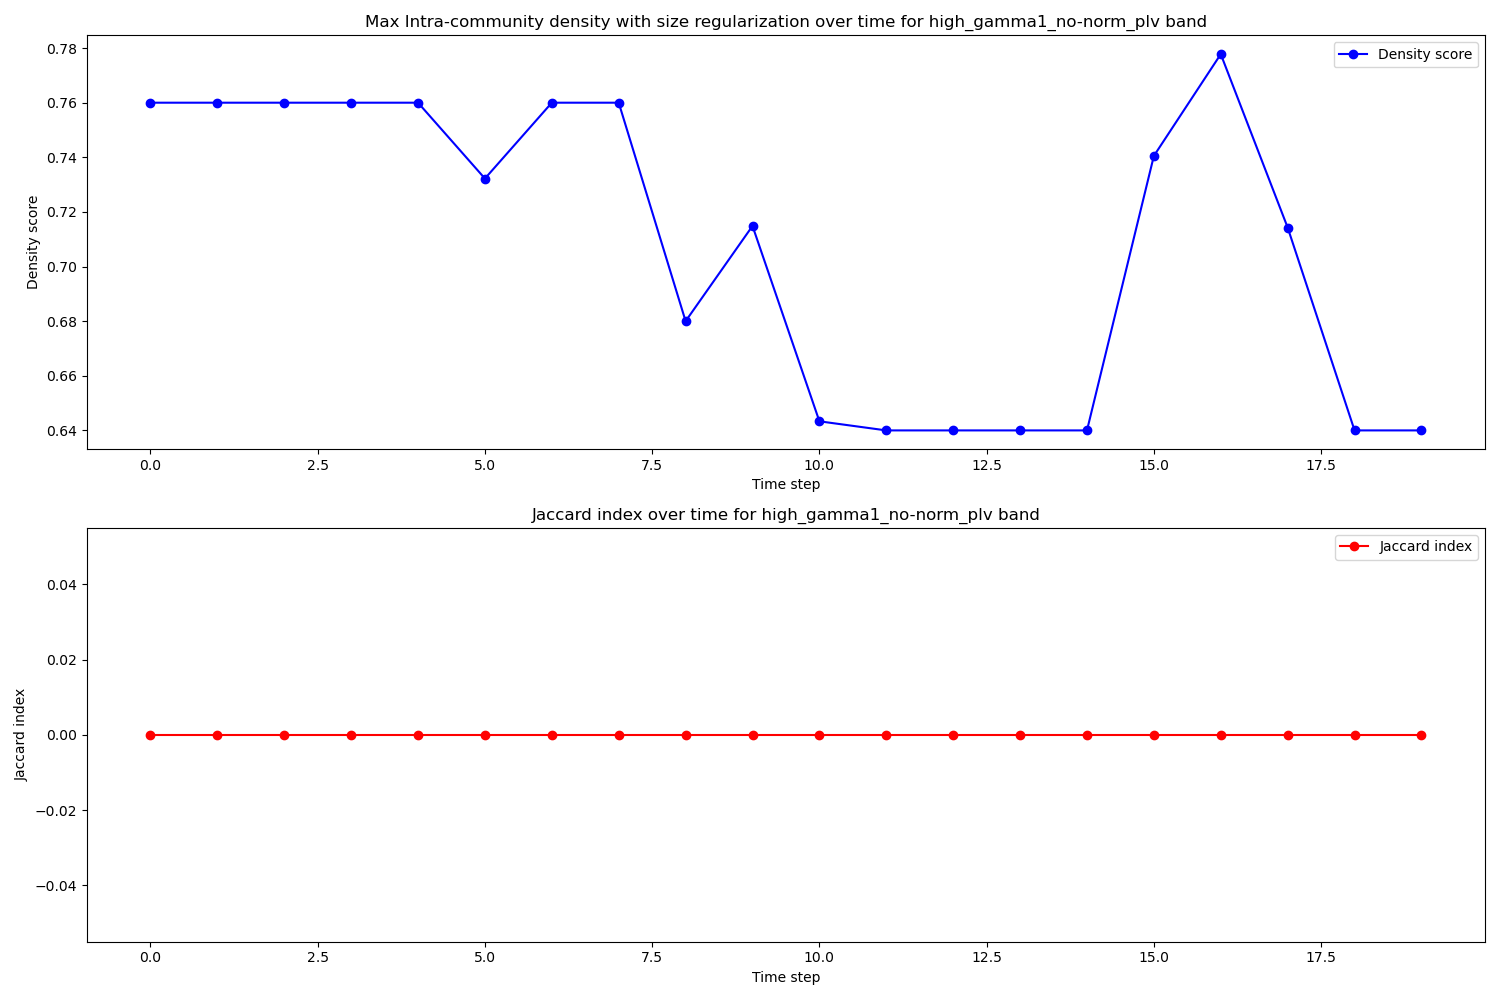 Max Intra-community density with size regularization over time for high_gamma1_no-norm_plv band
Density score
0.78
0.76
0.74
0.72
0.70
0.68
0.66
0.64
Density score
0.0 2.5 5.0 7.5 10.0 12.5 15.0 17.5
Time step
Jaccard index over time for high_gamma1_no-norm_plv band
Jaccard index
0.04
0.02
0.00
−0.02
−0.04
Jaccard index
0.0 2.5 5.0 7.5 10.0 12.5 15.0 17.5
Time step